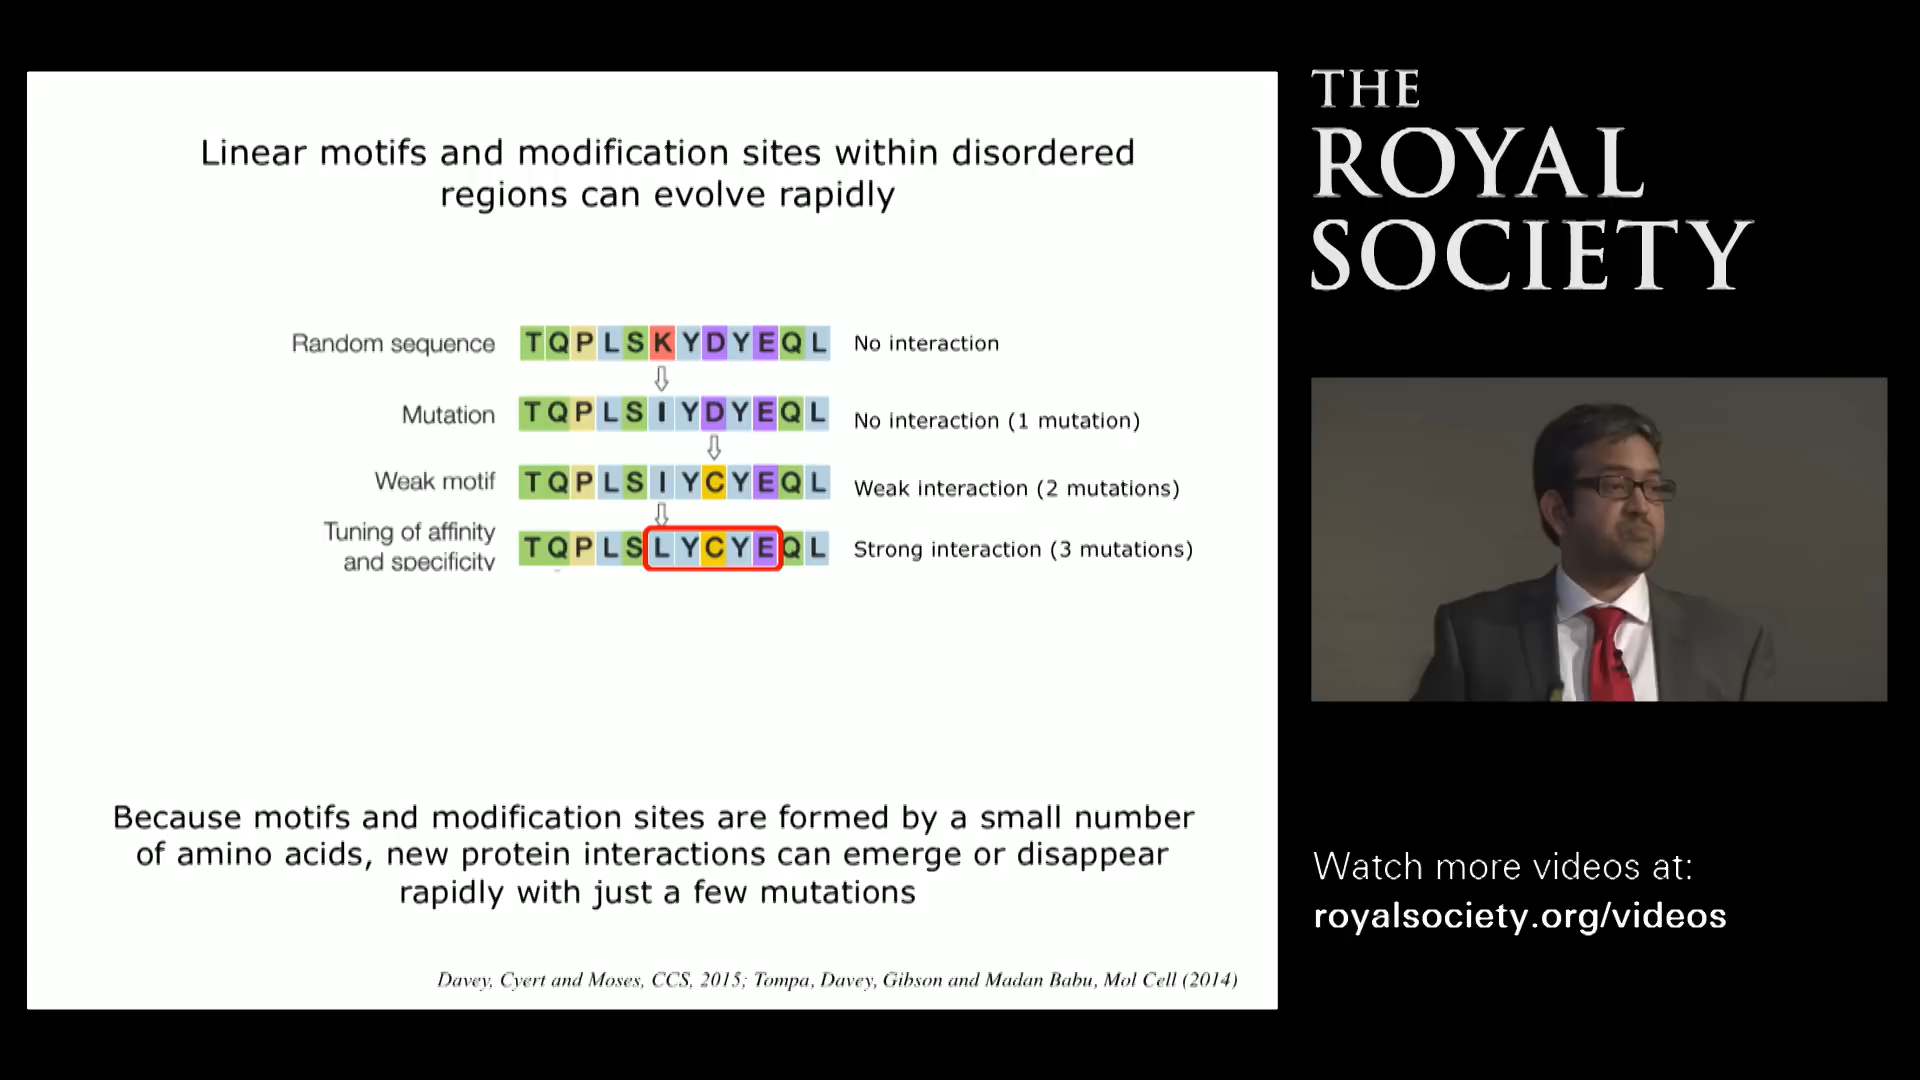 Linear motifs and modification sites within disordered
regions can evolve rapidly
Random sequence TQPLSKYDYEQL No interaction
Mutation TQPLSIYDYEQL No interaction (1 mutation)
Weak motif TQPLSIYCYEQL Weak interaction (2 mutations)
Tuning of affinity
and specificity TQPLSLYCYEQL Strong interaction (3 mutations)
Because motifs and modification sites are formed by a small number
of amino acids, new protein interactions can emerge or disappear
rapidly with just a few mutations
Davey, Cyert and Moses, CCS, 2015; Tompa, Davey, Gibson and Madan Babu, Mol Cell (2014)
THE
ROYAL
SOCIETY
Watch more videos at:
royalsociety.org/videos